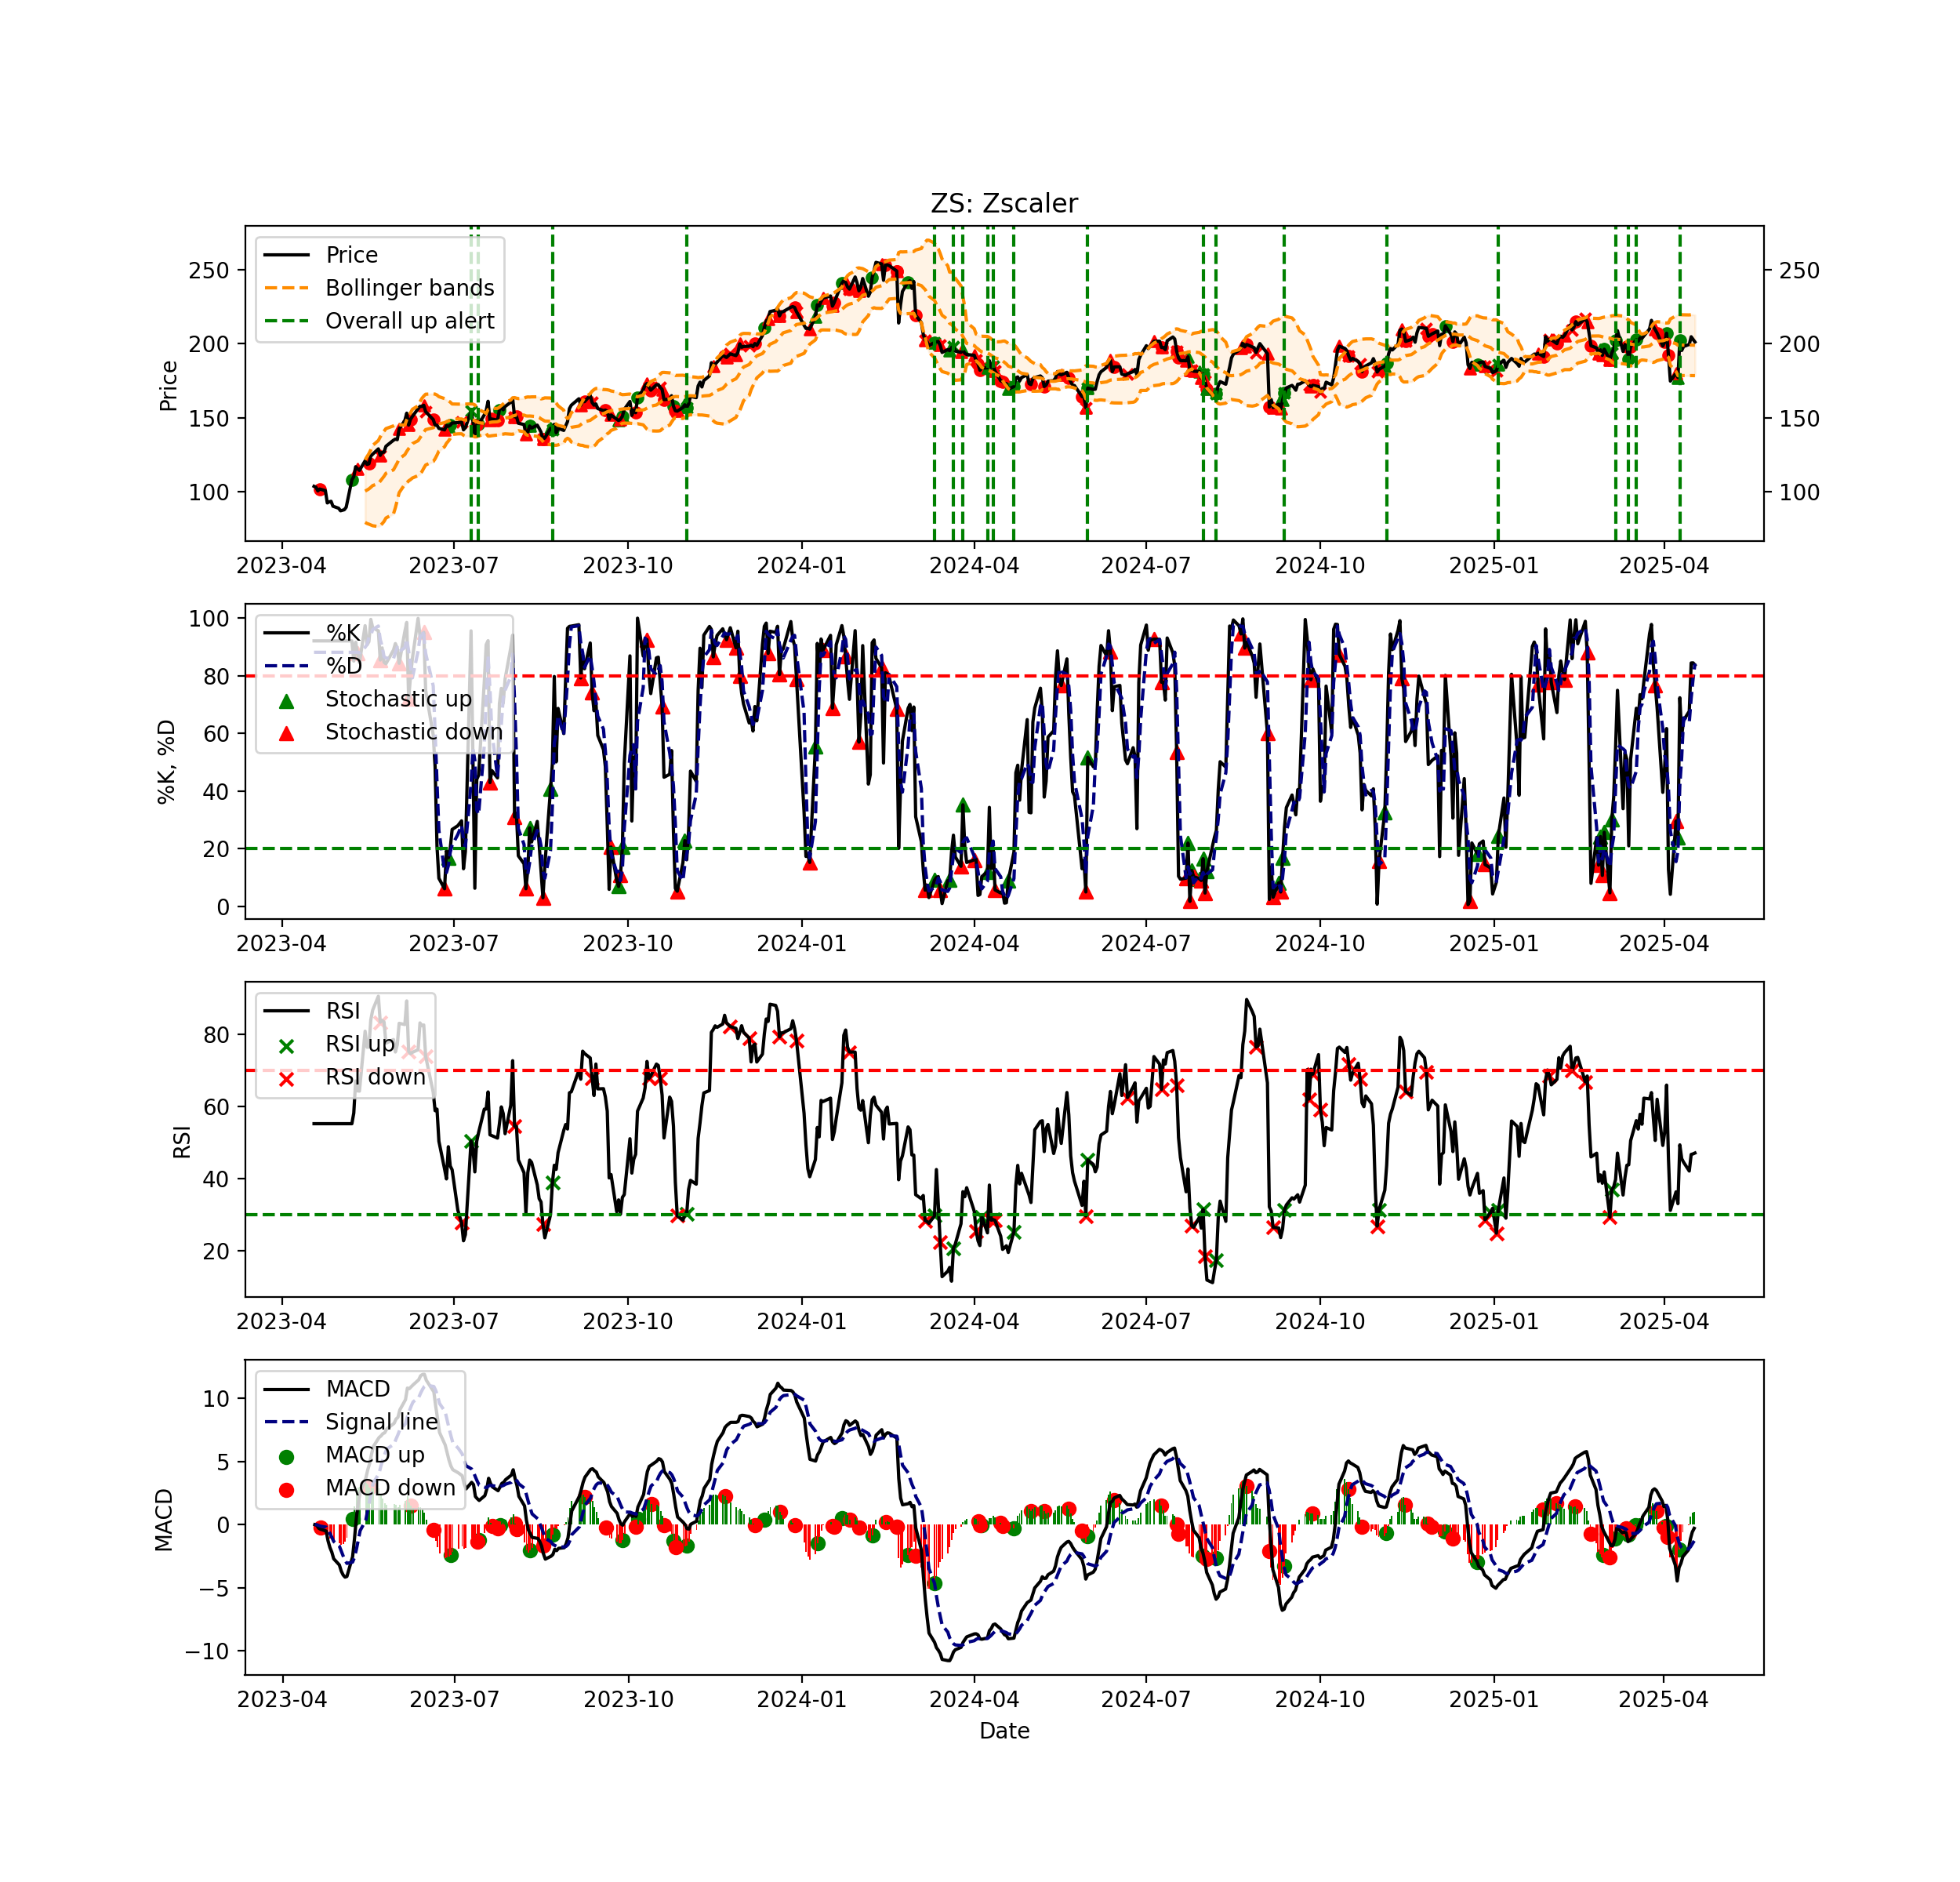 ZS: Zscaler
Price
Bollinger bands
Overall up alert
Price
250
200
150
100
250
200
150
100
2023-04 2023-07 2023-10 2024-01 2024-04 2024-07 2024-10 2025-01 2025-04
%K
%D
Stochastic up
Stochastic down
%K, %D
100
80
60
40
20
0
2023-04 2023-07 2023-10 2024-01 2024-04 2024-07 2024-10 2025-01 2025-04
RSI
RSI up
RSI down
RSI
80
60
40
20
2023-04 2023-07 2023-10 2024-01 2024-04 2024-07 2024-10 2025-01 2025-04
MACD
Signal line
MACD up
MACD down
MACD
10
5
0
−5
−10
2023-04 2023-07 2023-10 2024-01 2024-04 2024-07 2024-10 2025-01 2025-04
Date